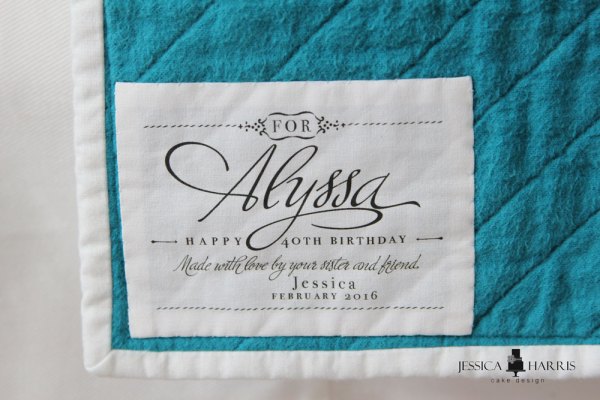 FOR
Alyssa
HAPPY 40TH BIRTHDAY
Made with love by your sister and friend,
Jessica
FEBRUARY 2016
JESSICA HARRIS
cake design